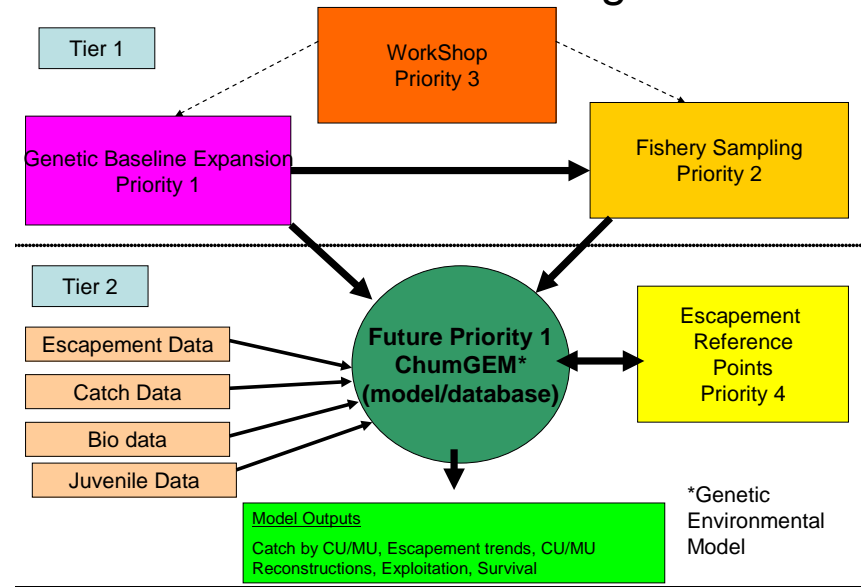 Tier 1
WorkShop
Priority 3
Genetic Baseline Expansion
Priority 1
Fishery Sampling
Priority 2
Tier 2
Escapement Data
Catch Data
Bio data
Juvenile Data
Future Priority 1
ChumGEM*
(model/database)
Escapement
Reference
Points
Priority 4
Model Outputs
Catch by CU/MU, Escapement trends, CU/MU
Reconstructions, Exploitation, Survival
*Genetic
Environmental
Model